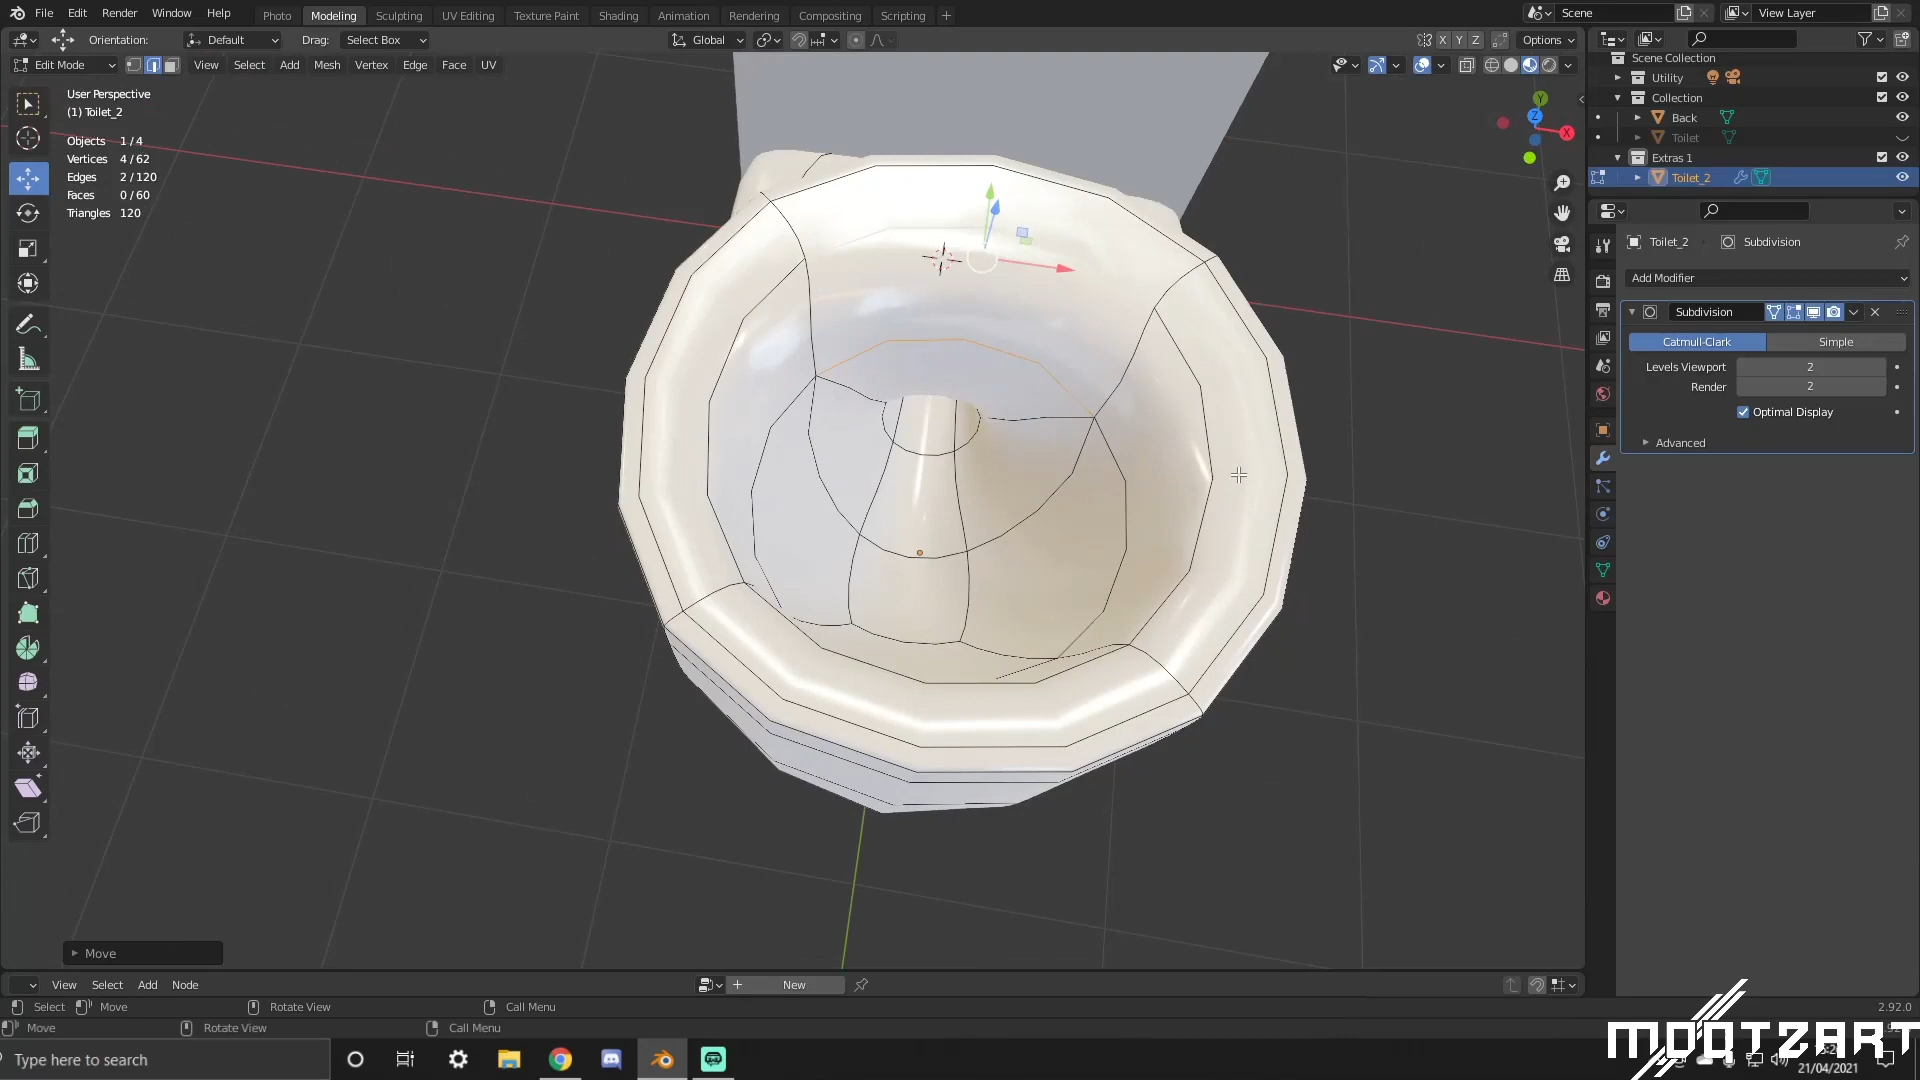 File Edit Render Window Help Photo Modeling Sculpting UV Editing Texture Paint Shading Animation Rendering Compositing Scripting + Scene View Layer
Orientation: Default Drag: Select Box Global X Y Z Options
Edit Mode View Select Add Mesh Vertex Edge Face UV
User Perspective
(1) Toilet_2
Objects 1 / 4
Vertices 4 / 62
Edges 2 / 120
Faces 0 / 60
Triangles 120
Y
Z
X
Scene Collection
Utility
Collection
Back
Toilet
Extras 1
Toilet_2
Toilet_2 Subdivision
Add Modifier
Subdivision
Catmull-Clark Simple
Levels Viewport 2
Render 2
Optimal Display
Advanced
Move
View Select Add Node New
Select Move Rotate View Call Menu 2.92.0
Move Rotate View Call Menu
MOOTZART
Type here to search
21/04/2021